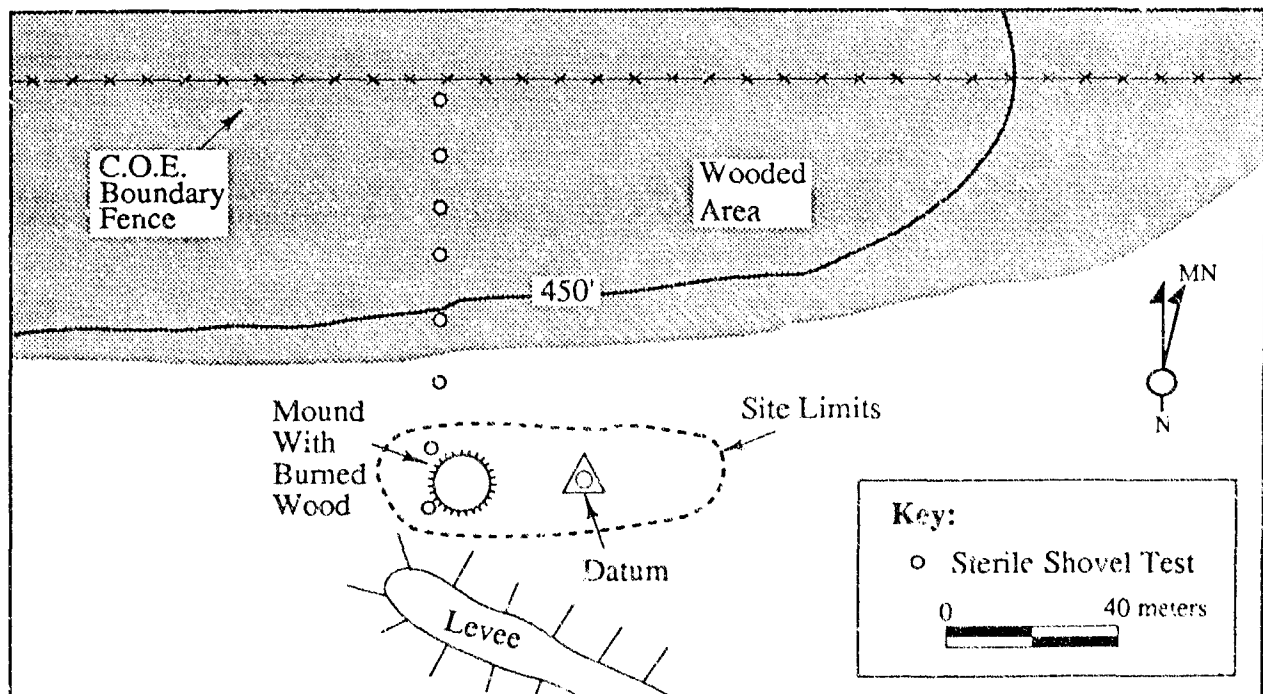 C.O.E.
Boundary
Fence
Wooded
Area
450'
MN
N
Mound
With
Burned
Wood
Site Limits
Datum
Levee
Key:
Sterile Shovel Test
0 40 meters